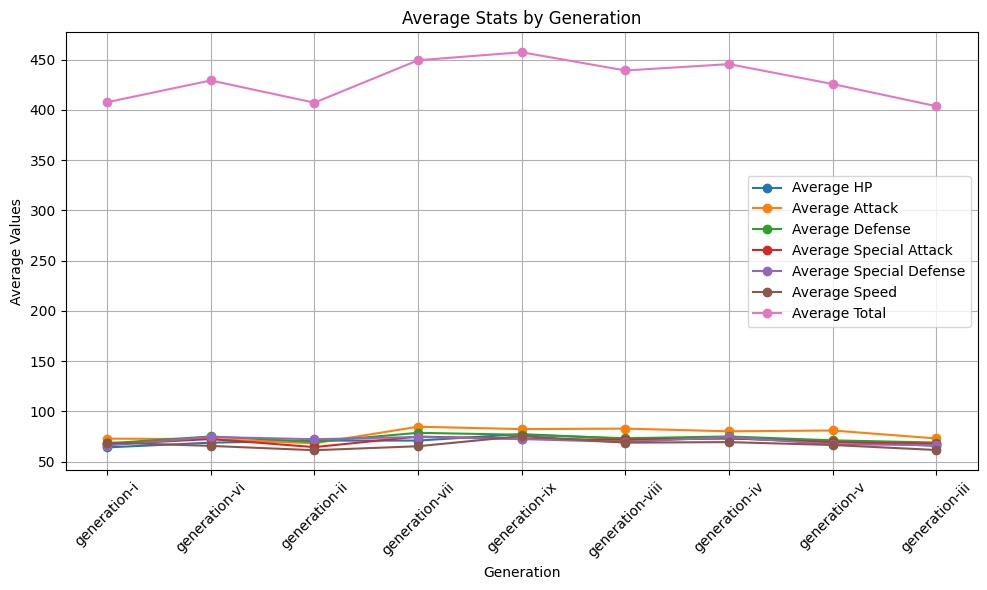 Average Stats by Generation
450
400
350
300
250
200
150
100
50
Average Values
Average HP
Average Attack
Average Defense
Average Special Attack
Average Special Defense
Average Speed
Average Total
generation-i
generation-vi
generation-ii
generation-vii
generation-ix
generation-viii
generation-iv
generation-v
generation-iii
Generation